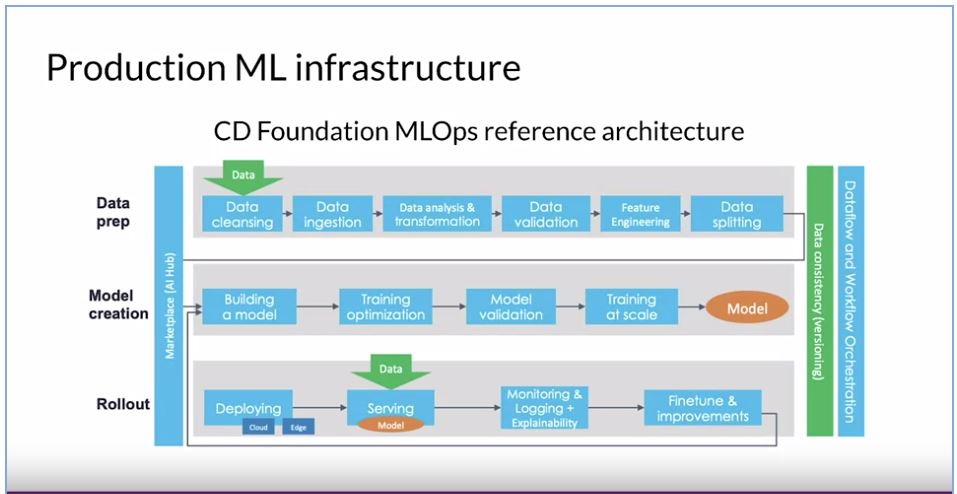 Production ML infrastructure
CD Foundation MLOps reference architecture
Data
prep
Marketplace (AI Hub)
Data
Data
cleansing
Data
ingestion
Data analysis &
transformation
Data
validation
Feature
Engineering
Data
splitting
Model
creation
Building
a model
Training
optimization
Model
validation
Training
at scale
Model
Rollout
Deploying
Cloud
Edge
Data
Serving
Model
Monitoring &
Logging +
Explainability
Finetune &
improvements
Data consistency (versioning)
Dataflow and Workflow Orchestration